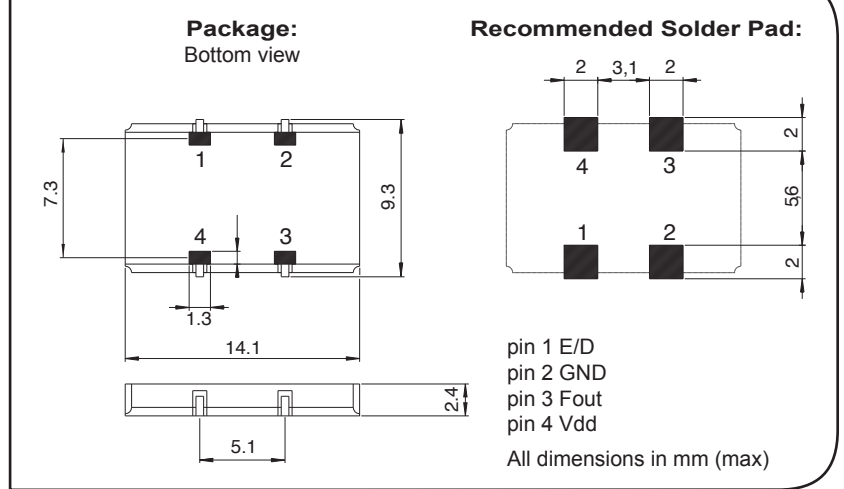 Package:
Bottom view
1 2
4 3
7.3
9.3
1.3
14.1
2.4
5.1
Recommended Solder Pad:
2 3,1 2
4 3
1 2
2
5,6
2
pin 1 E/D
pin 2 GND
pin 3 Fout
pin 4 Vdd
All dimensions in mm (max)